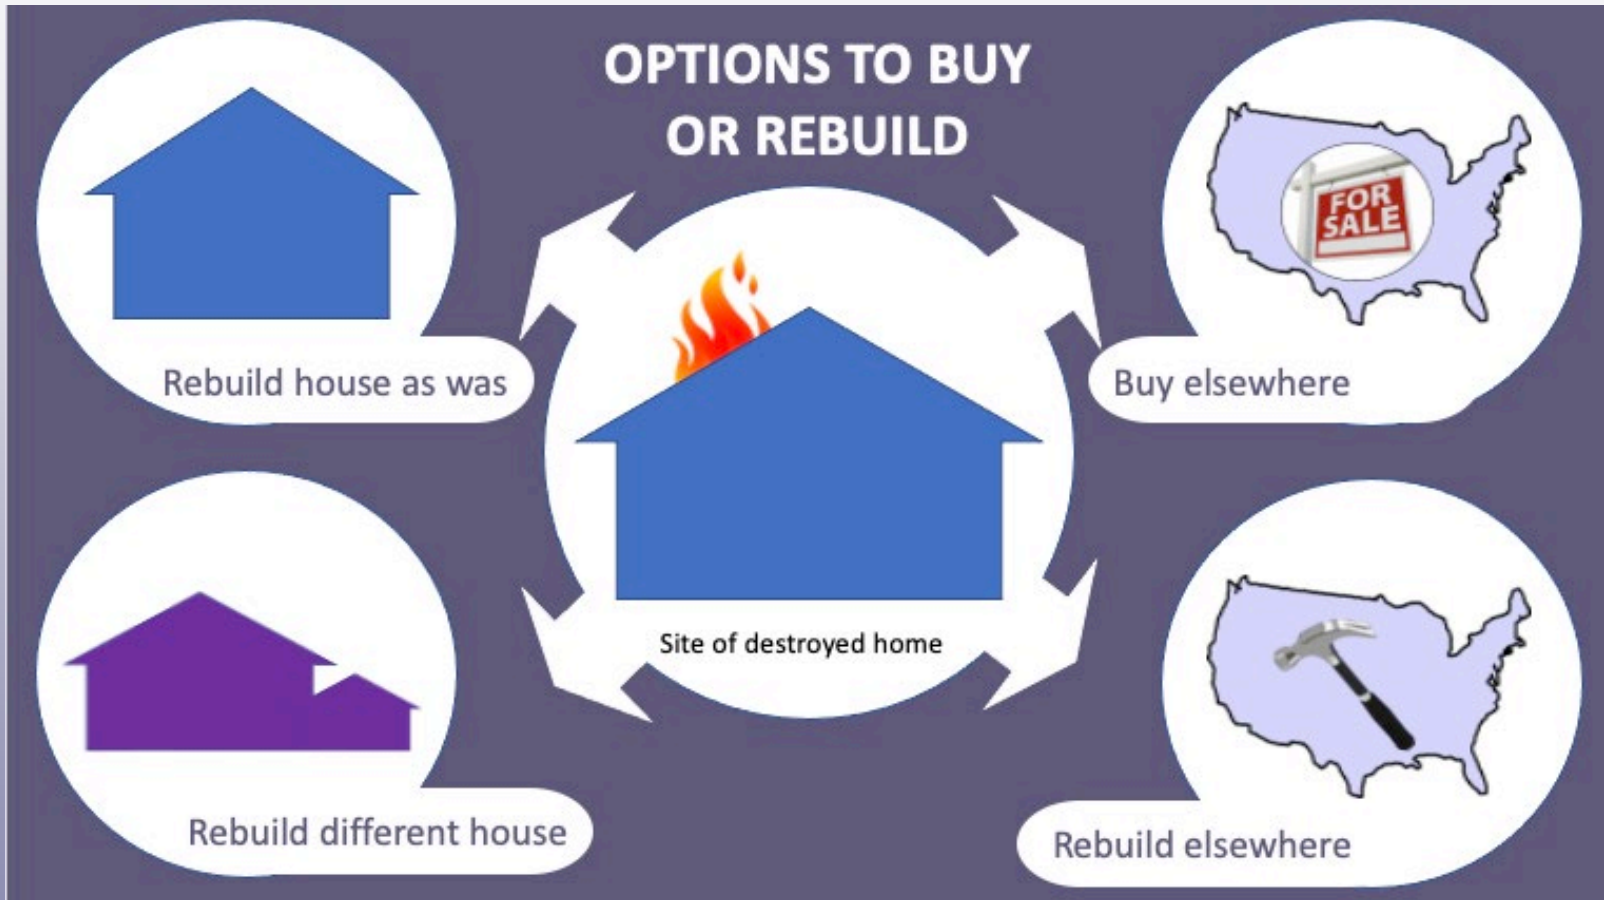 OPTIONS TO BUY
OR REBUILD
Rebuild house as was
FOR
SALE
Buy elsewhere
Site of destroyed home
Rebuild different house
Rebuild elsewhere